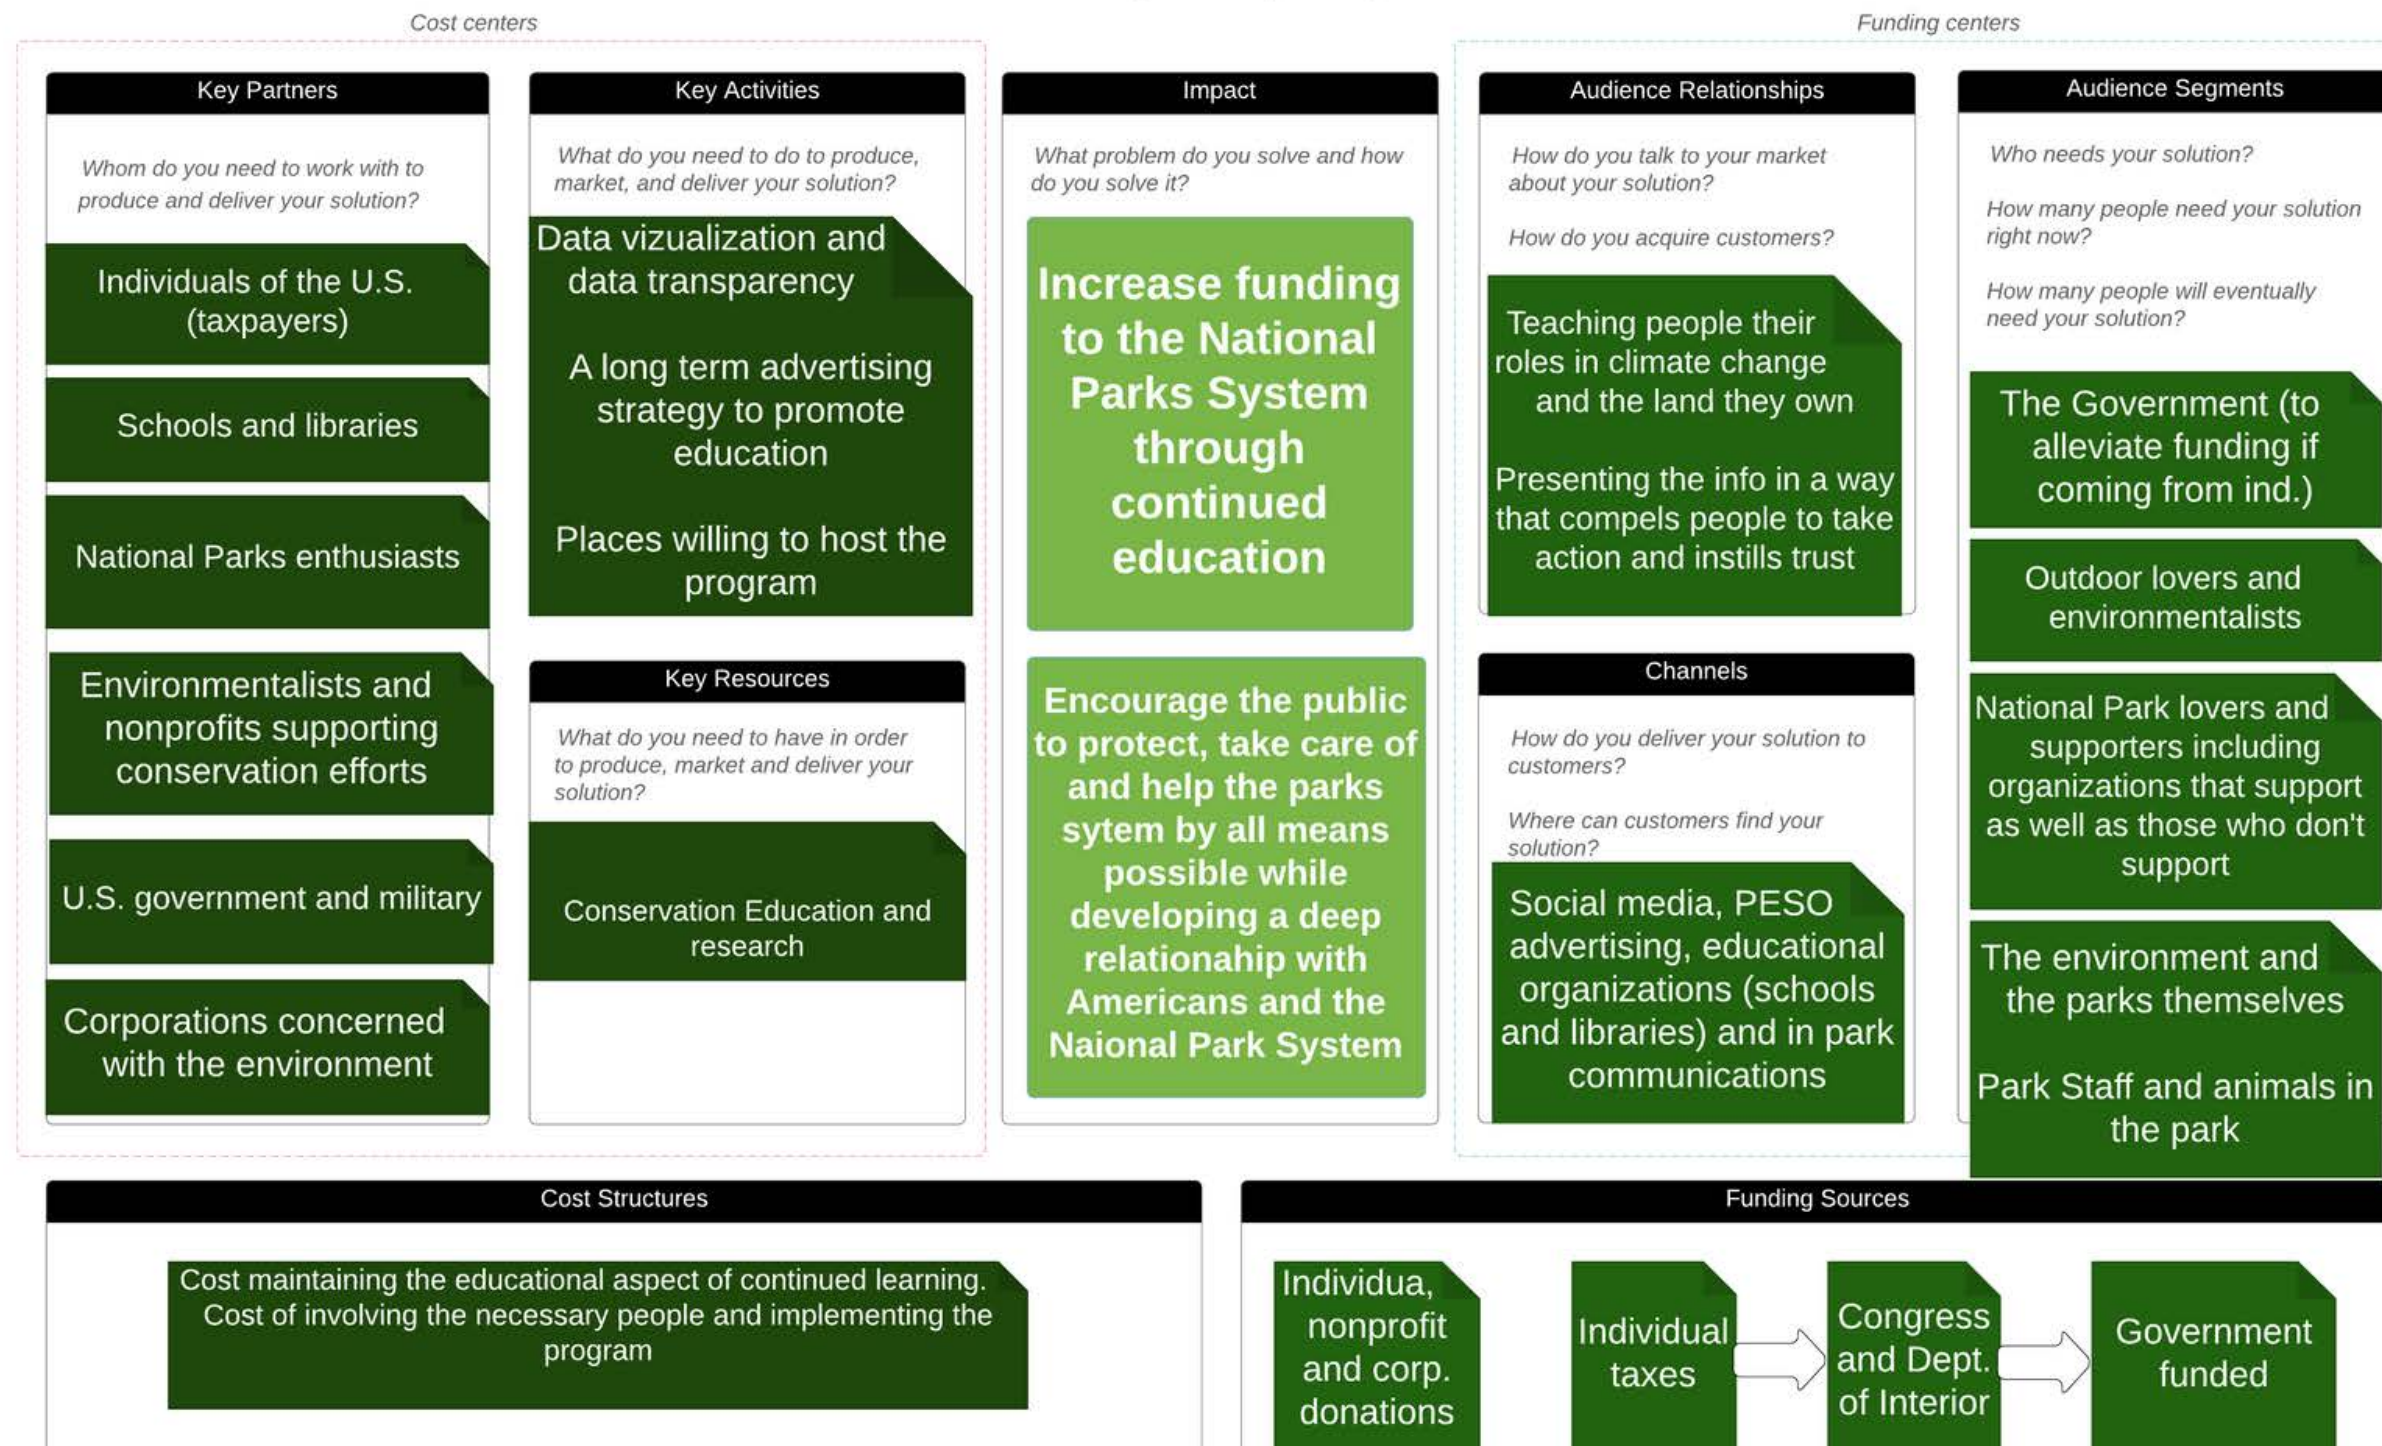 Cost centers
Funding centers
Key Partners
Whom do you need to work with to
produce and deliver your solution?
Individuals of the U.S.
(taxpayers)
Schools and libraries
National Parks enthusiasts
Environmentalists and
nonprofits supporting
conservation efforts
U.S. government and military
Corporations concerned
with the environment
Key Activities
What do you need to do to produce,
market, and deliver your solution?
Data vizualization and
data transparency
A long term advertising
strategy to promote
education
Places willing to host the
program
Key Resources
What do you need to have in order
to produce, market and deliver your
solution?
Conservation Education and
research
Impact
What problem do you solve and how
do you solve it?
Increase funding
to the National
Parks System
through
continued
education
Encourage the public
to protect, take care of
and help the parks
sytem by all means
possible while
developing a deep
relationahip with
Americans and the
Naional Park System
Audience Relationships
How do you talk to your market
about your solution?
How do you acquire customers?
Teaching people their
roles in climate change
and the land they own
Presenting the info in a way
that compels people to take
action and instills trust
Channels
How do you deliver your solution to
customers?
Where can customers find your
solution?
Social media, PESO
advertising, educational
organizations (schools
and libraries) and in park
communications
Audience Segments
Who needs your solution?
How many people need your solution
right now?
How many people will eventually
need your solution?
The Government (to
alleviate funding if
coming from ind.)
Outdoor lovers and
environmentalists
National Park lovers and
supporters including
organizations that support
as well as those who don't
support
The environment and
the parks themselves
Park Staff and animals in
the park
Cost Structures
Cost maintaining the educational aspect of continued learning.
Cost of involving the necessary people and implementing the
program
Funding Sources
Individua,
nonprofit
and corp.
donations
Individual
taxes
Congress
and Dept.
of Interior
Government
funded